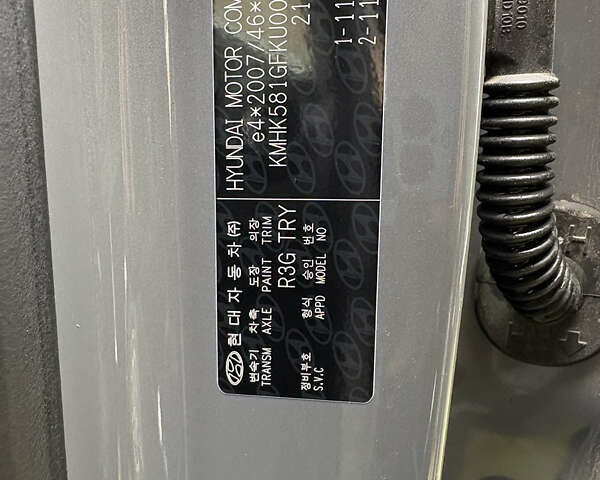 현대자동차(주) HYUNDAI MOTOR COM
e4*2007/46*
KMHK581GFKU00
21
1-11
2-11
변속기 차축 도장 의장
TRANSM AXLE PAINT TRIM
R3G TRY
형식 승인 번호
APPD MODEL NO
정비부호
S.V.C